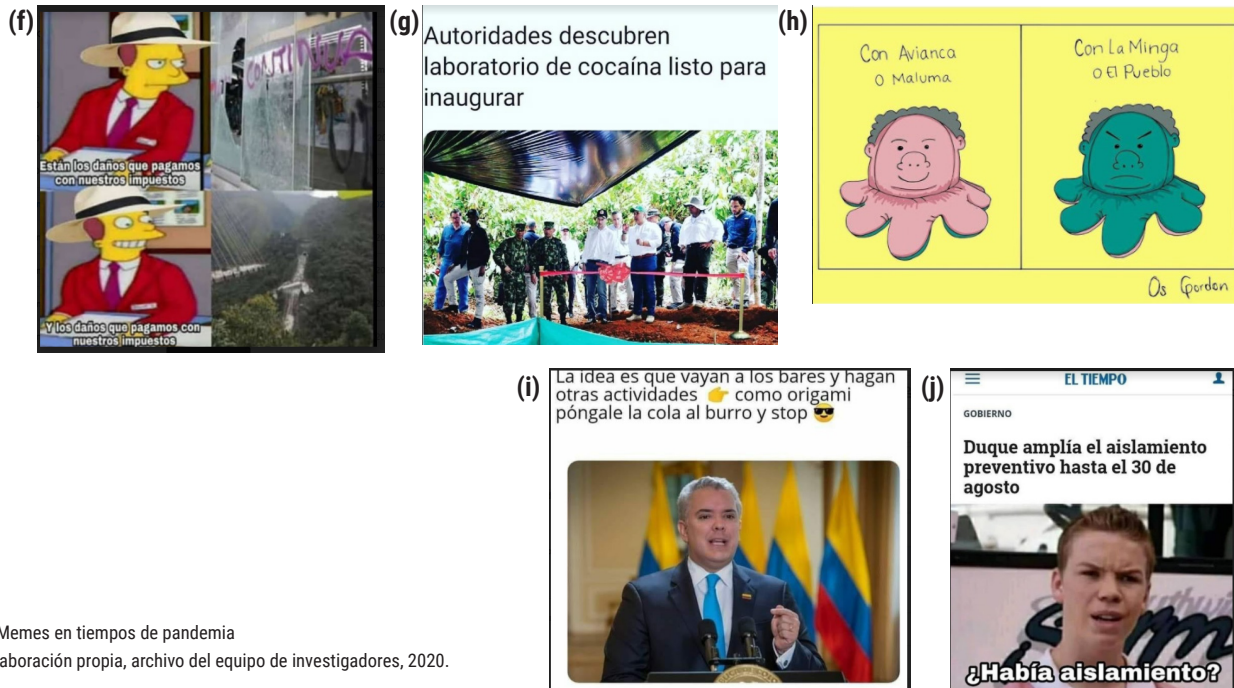 (f)
CONTINUA
Están los daños que pagamos
con nuestros impuestos
Y los daños que pagamos con
nuestros impuestos
(g)
Autoridades descubren
laboratorio de cocaína listo para
inaugurar
(h)
Con Avianca
O Maluma
Con La Minga
O El Pueblo
Os Gordon
(i)
La idea es que vayan a los bares y hagan
otras actividades 👉 como origami
póngale la cola al burro y stop 😎
(j)
EL TIEMPO
GOBIERNO
Duque amplía el aislamiento
preventivo hasta el 30 de
agosto
¿Había aislamiento?
Memes en tiempos de pandemia
aboración propia, archivo del equipo de investigadores, 2020.